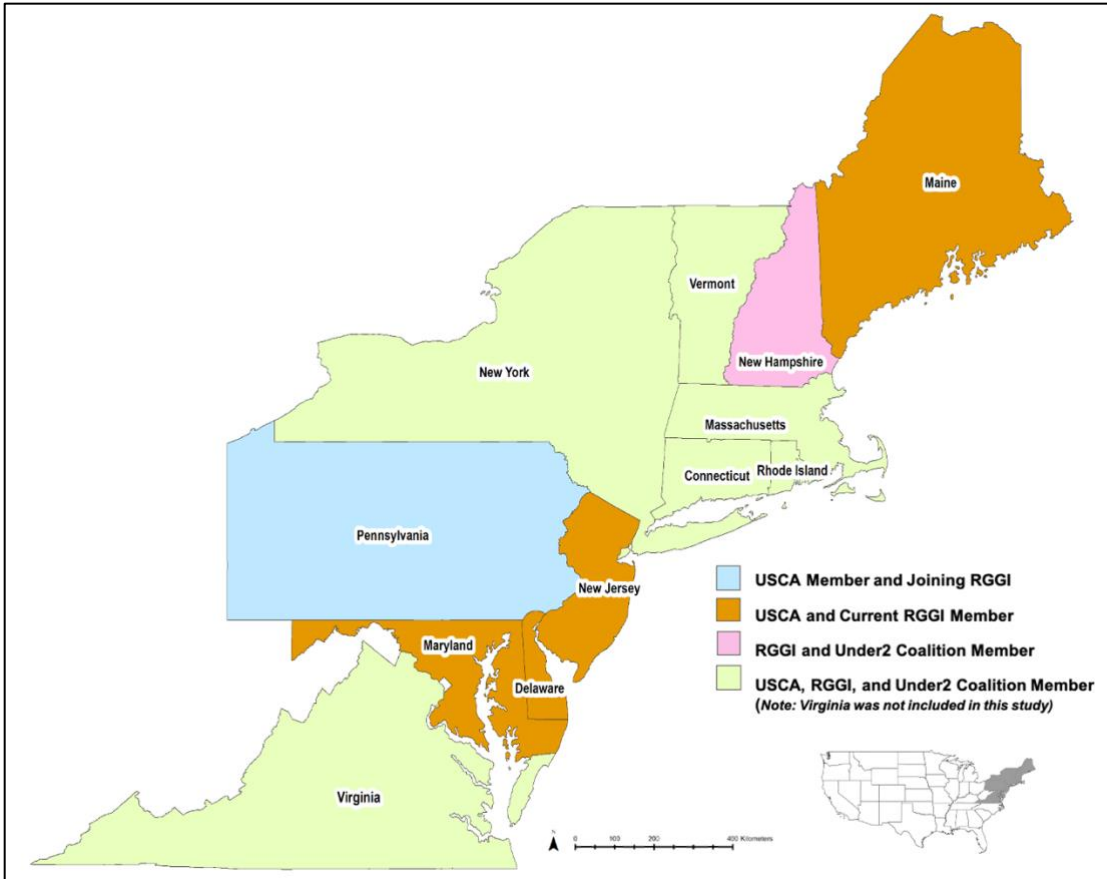 Maine
Vermont
New Hampshire
New York
Massachusetts
Connecticut
Rhode Island
Pennsylvania
New Jersey
Maryland
Delaware
Virginia
USCA Member and Joining RGGI
USCA and Current RGGI Member
RGGI and Under2 Coalition Member
USCA, RGGI, and Under2 Coalition Member
(Note: Virginia was not included in this study)
N
0 100 200 400 Kilometers